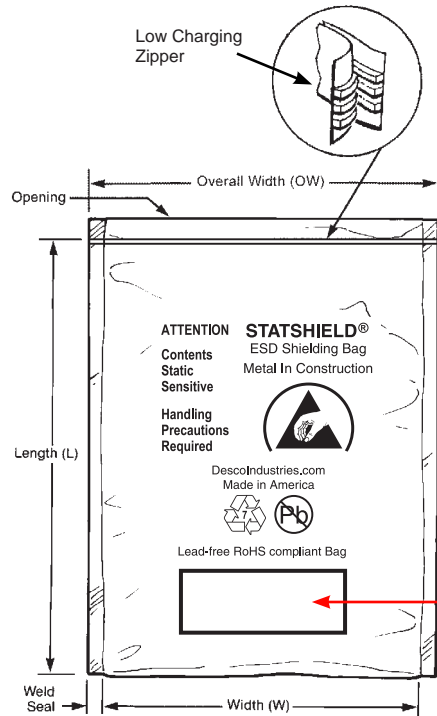 Low Charging
Zipper
Overall Width (OW)
Opening
ATTENTION
Contents
Static
Sensitive
Handling
Precautions
Required
STATSHIELD®
ESD Shielding Bag
Metal In Construction
Length (L)
DescoIndustries.com
Made in America
7
Pb
Lead-free RoHS compliant Bag
Weld
Seal
Width (W)